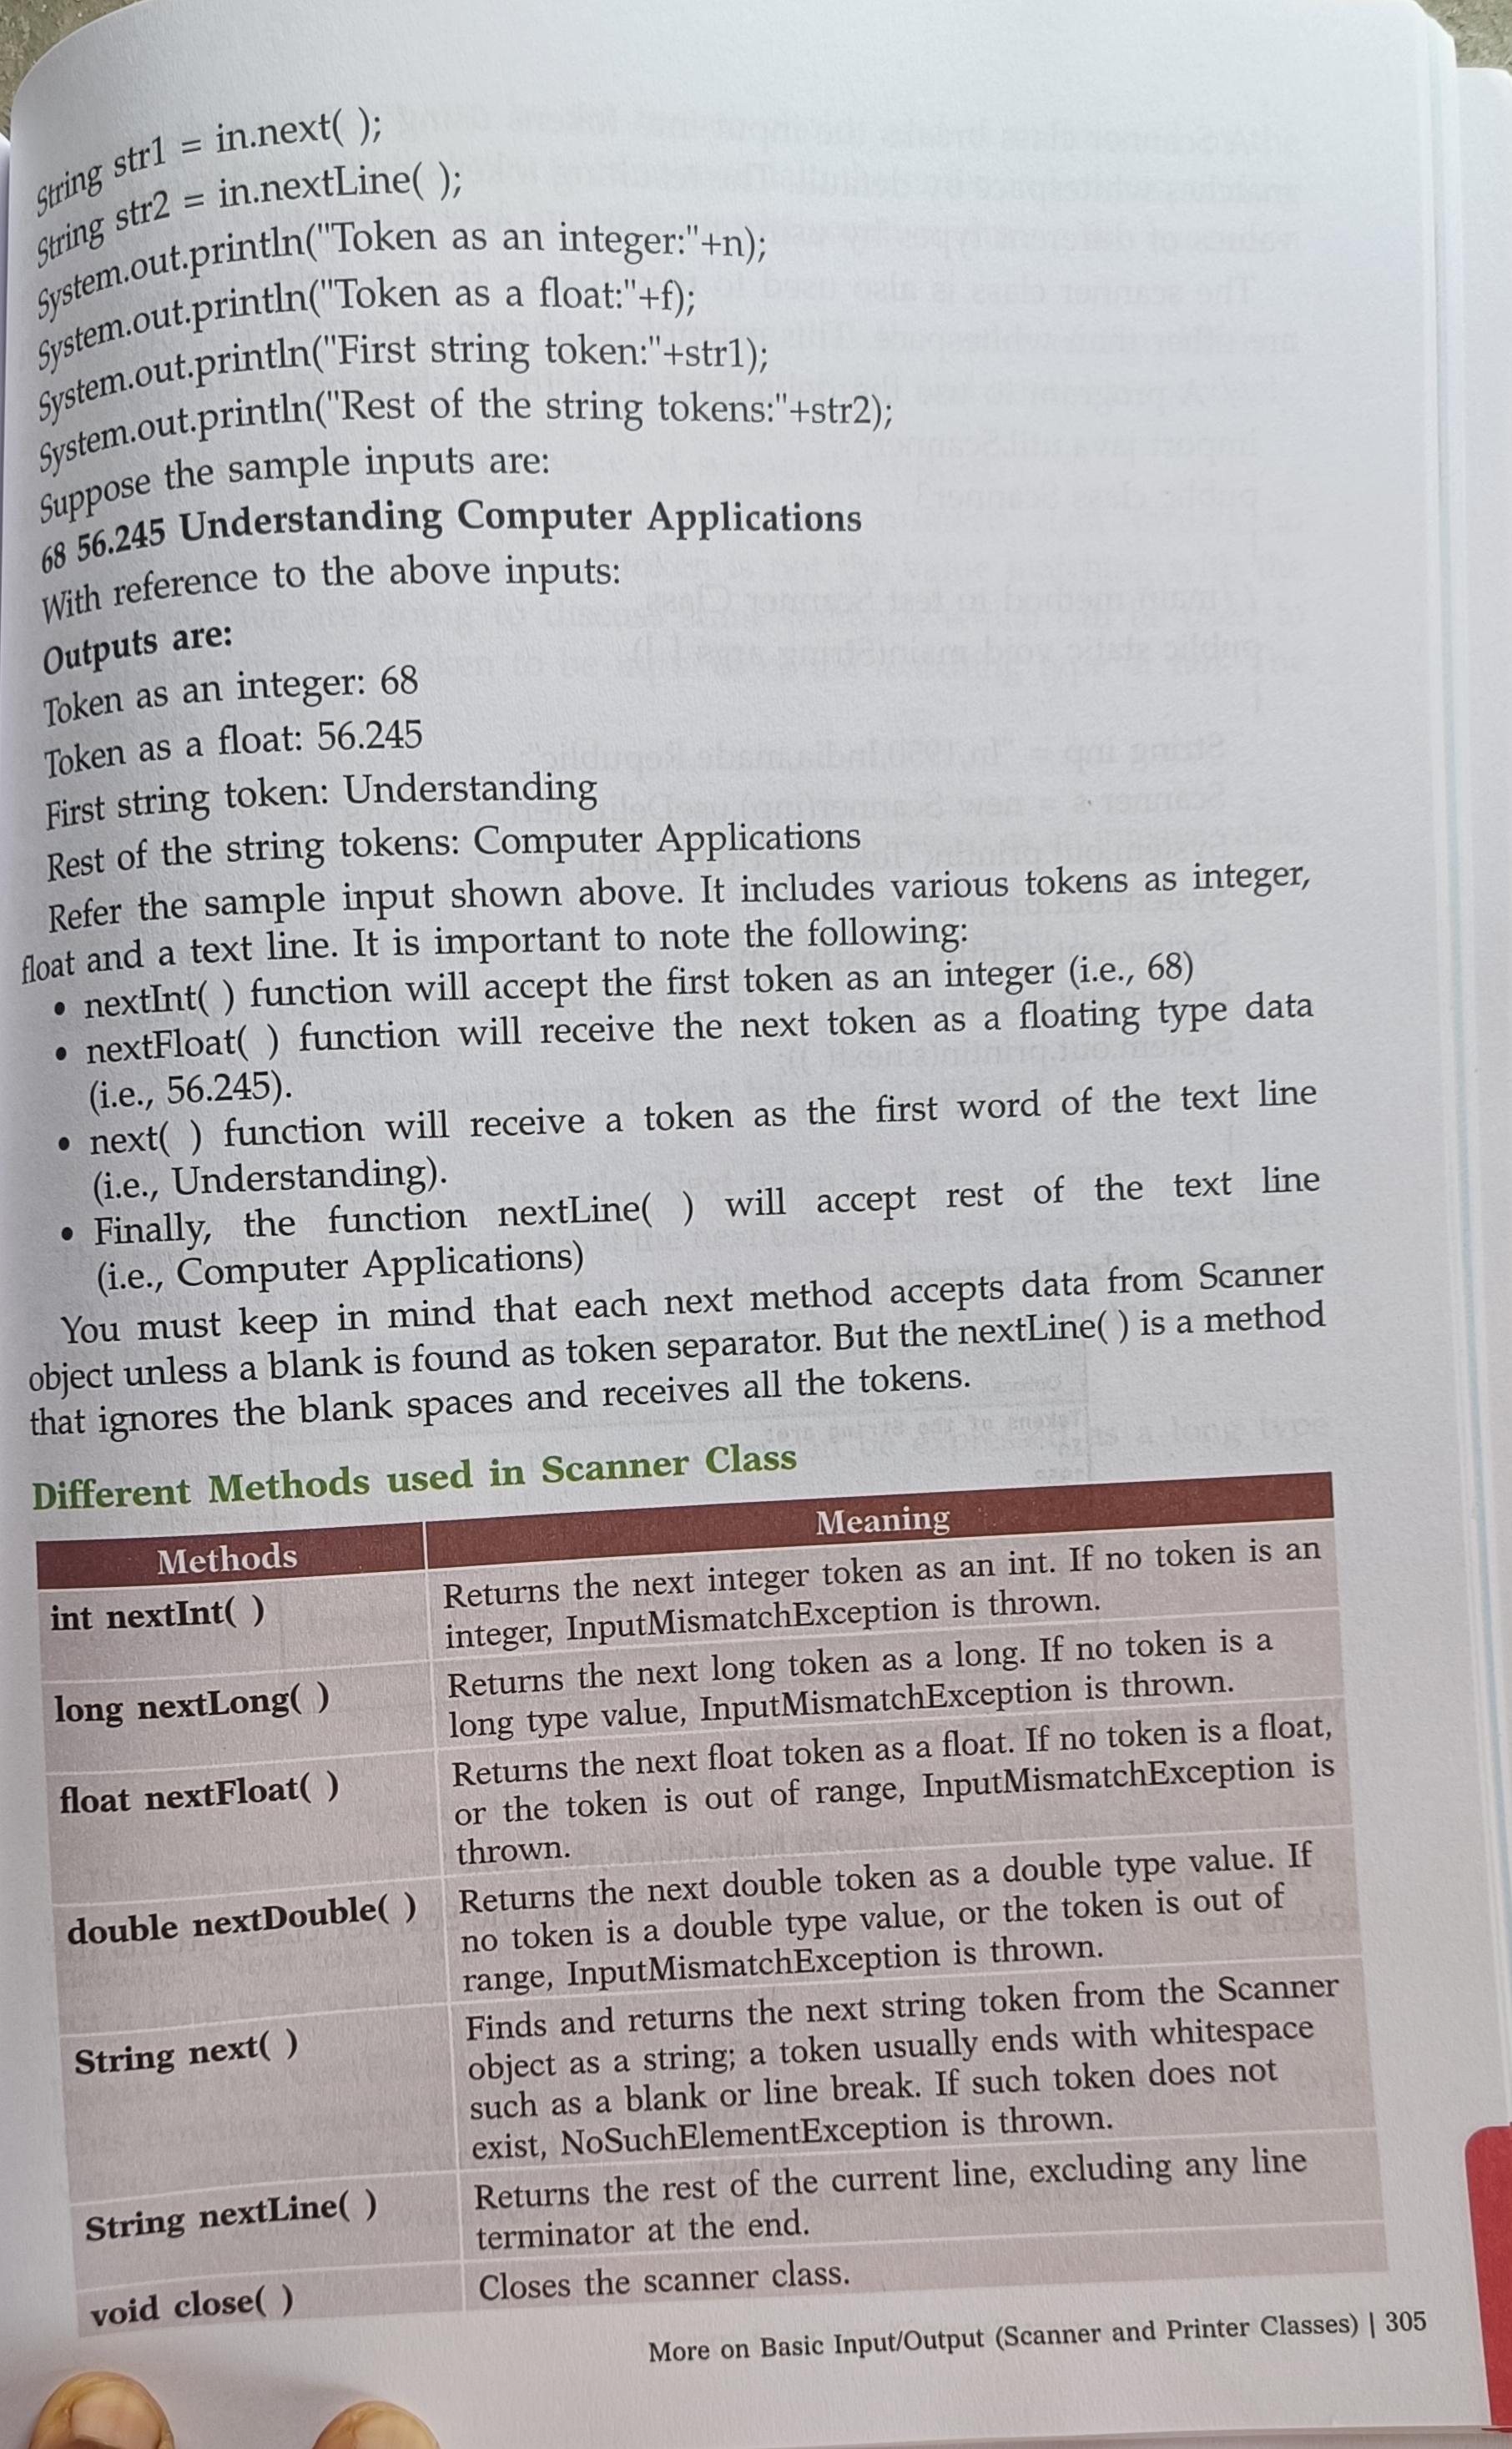 String str1 = in.next( );
String str2 = in.nextLine( );
System.out.println("Token as an integer:"+n);
System.out.println("Token as a float:"+f);
System.out.println("First string token:"+str1);
System.out.println("Rest of the string tokens:"+str2);
Suppose the sample inputs are:
68 56.245 Understanding Computer Applications
With reference to the above inputs:
Outputs are:
Token as an integer: 68
Token as a float: 56.245
First string token: Understanding
Rest of the string tokens: Computer Applications
Refer the sample input shown above. It includes various tokens as integer,
float and a text line. It is important to note the following:
• nextInt( ) function will accept the first token as an integer (i.e., 68)
• nextFloat( ) function will receive the next token as a floating type data
(i.e., 56.245).
• next( ) function will receive a token as the first word of the text line
(i.e., Understanding).
• Finally, the function nextLine( ) will accept rest of the text line
(i.e., Computer Applications)
You must keep in mind that each next method accepts data from Scanner
object unless a blank is found as token separator. But the nextLine( ) is a method
that ignores the blank spaces and receives all the tokens.
Different Methods used in Scanner Class
Methods
Meaning
int nextInt( )
Returns the next integer token as an int. If no token is an
integer, InputMismatchException is thrown.
long nextLong( )
Returns the next long token as a long. If no token is a
long type value, InputMismatchException is thrown.
float nextFloat( )
Returns the next float token as a float. If no token is a float,
or the token is out of range, InputMismatchException is
thrown.
double nextDouble( )
Returns the next double token as a double type value. If
no token is a double type value, or the token is out of
range, InputMismatchException is thrown.
String next( )
Finds and returns the next string token from the Scanner
object as a string; a token usually ends with whitespace
such as a blank or line break. If such token does not
exist, NoSuchElementException is thrown.
String nextLine( )
Returns the rest of the current line, excluding any line
terminator at the end.
void close( )
Closes the scanner class.
More on Basic Input/Output (Scanner and Printer Classes) | 305